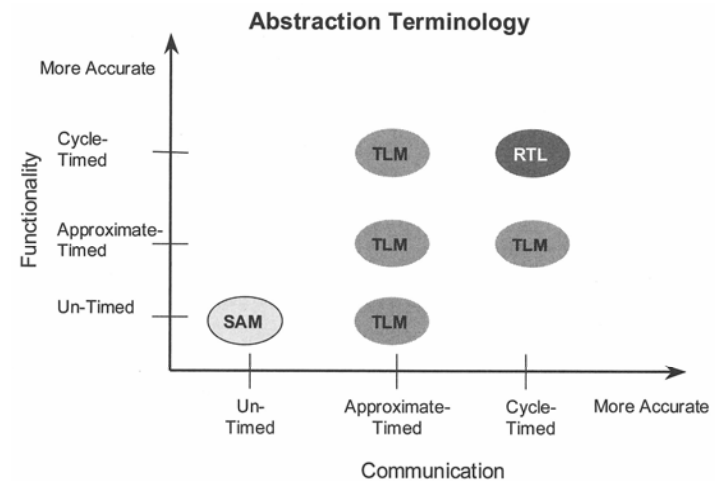 Abstraction Terminology
More Accurate
Functionality
Cycle-
Timed
TLM
RTL
Approximate-
Timed
TLM
TLM
Un-Timed
SAM
TLM
Un-
Timed
Approximate-
Timed
Cycle-
Timed
More Accurate
Communication